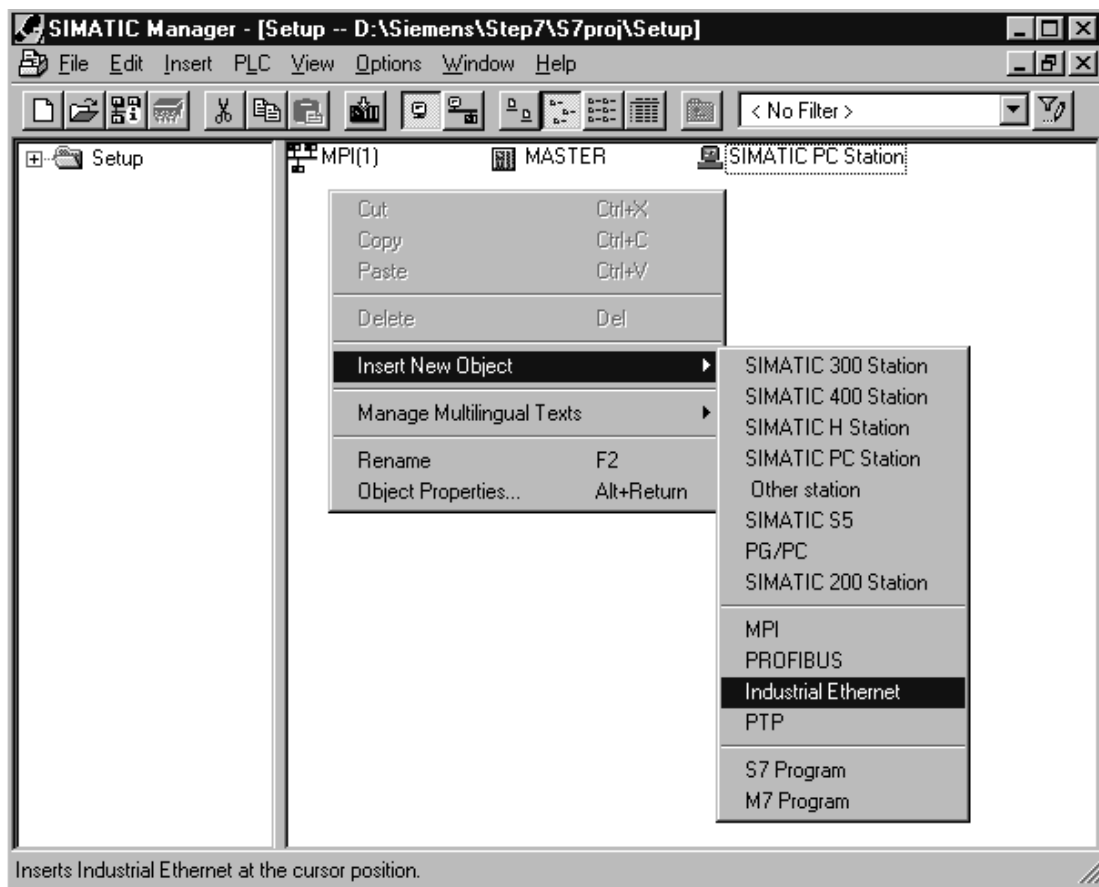 SIMATIC Manager - [Setup -- D:\Siemens\Step7\S7proj\Setup]
File Edit Insert PLC View Options Window Help
< No Filter >
Setup
MPI(1) MASTER SIMATIC PC Station
Cut Ctrl+X
Copy Ctrl+C
Paste Ctrl+V
Delete Del
Insert New Object
Manage Multilingual Texts
Rename F2
Object Properties... Alt+Return
SIMATIC 300 Station
SIMATIC 400 Station
SIMATIC H Station
SIMATIC PC Station
Other station
SIMATIC S5
PG/PC
SIMATIC 200 Station
MPI
PROFIBUS
Industrial Ethernet
PTP
S7 Program
M7 Program
Inserts Industrial Ethernet at the cursor position.